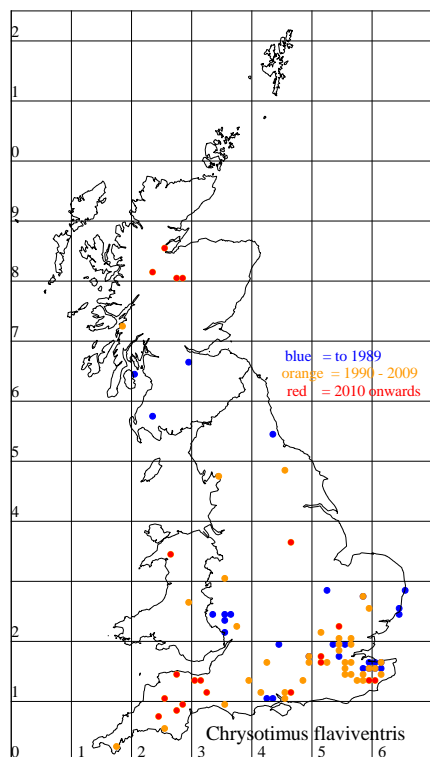 2
1
0
9
8
7
blue = to 1989
orange = 1990 - 2009
red = 2010 onwards
6
5
4
3
2
1
Chrysotimus flaviventris
0 1 2 3 4 5 6